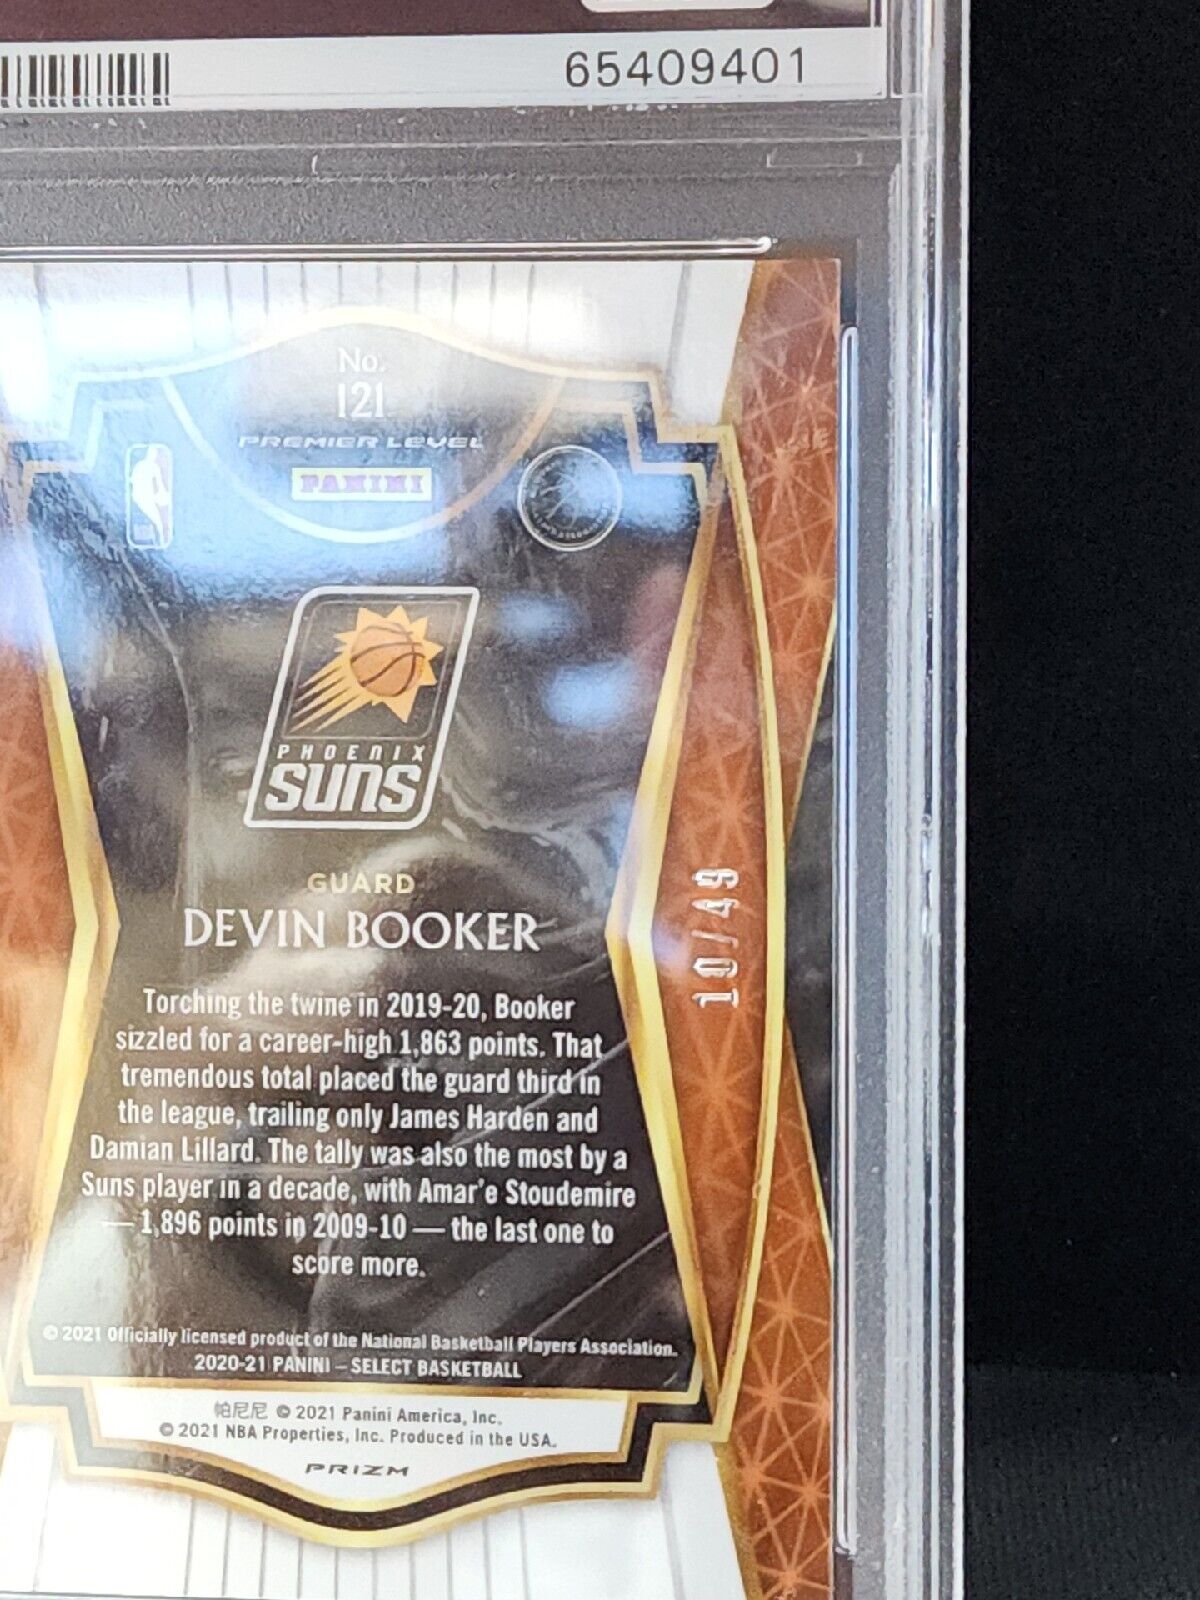 65409401
No.
121
PREMIER LEVEL
PANINI
PHOENIX
SUNS
GUARD
DEVIN BOOKER
10/49
Torching the twine in 2019-20, Booker
sizzled for a career-high 1,863 points. That
tremendous total placed the guard third in
the league, trailing only James Harden and
Damian Lillard. The tally was also the most by a
Suns player in a decade, with Amar'e Stoudemire
— 1,896 points in 2009-10 — the last one to
score more.
© 2021 Officially licensed product of the National Basketball Players Association.
2020-21 PANINI – SELECT BASKETBALL
帕尼尼 © 2021 Panini America, Inc.
© 2021 NBA Properties, Inc. Produced in the USA.
PRIZM